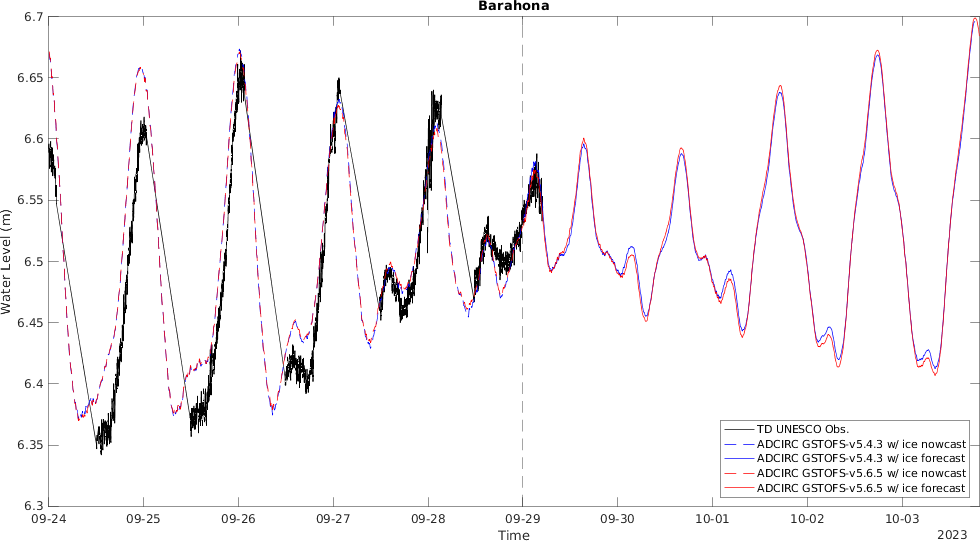 Barahona
Water Level (m)
6.7
6.65
6.6
6.55
6.5
6.45
6.4
6.35
6.3
TD UNESCO Obs.
ADCIRC GSTOFS-v5.4.3 w/ ice nowcast
ADCIRC GSTOFS-v5.4.3 w/ ice forecast
ADCIRC GSTOFS-v5.6.5 w/ ice nowcast
ADCIRC GSTOFS-v5.6.5 w/ ice forecast
09-24 09-25 09-26 09-27 09-28 09-29 09-30 10-01 10-02 10-03
Time
2023